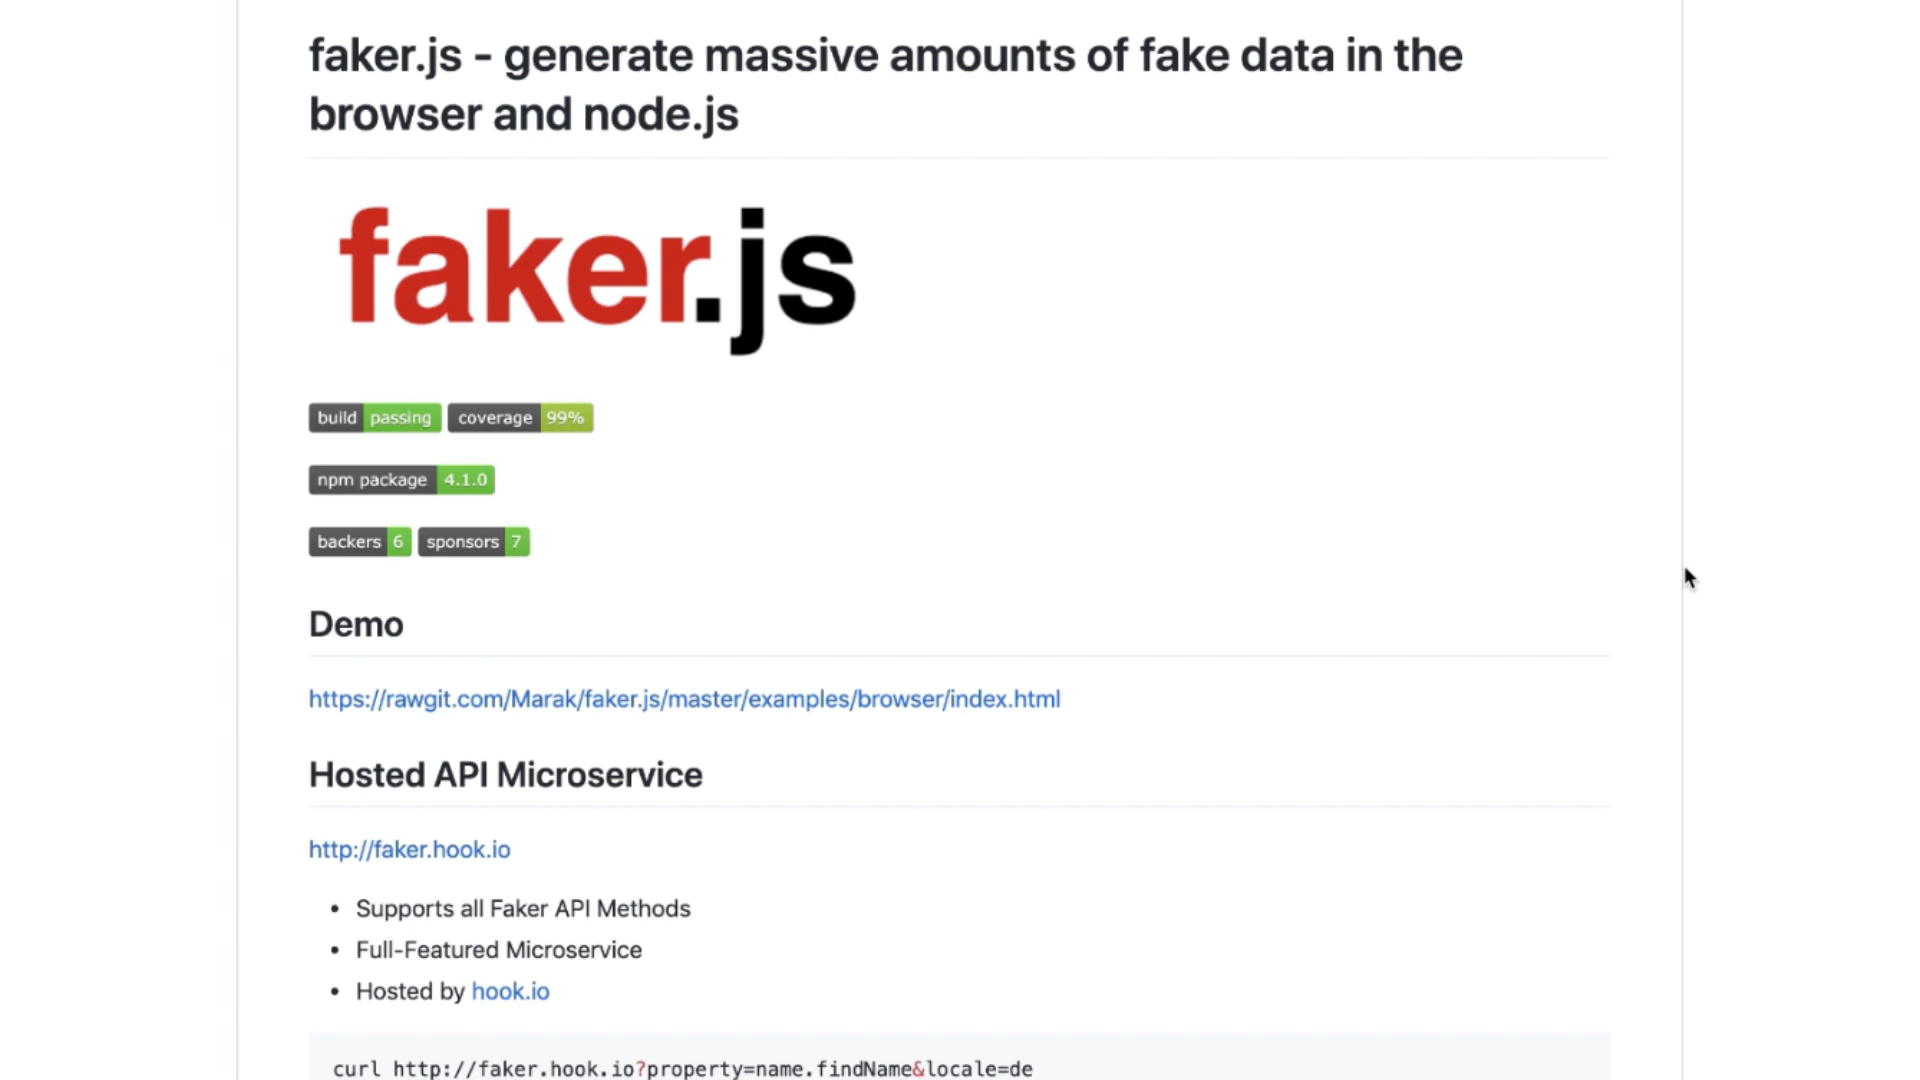 faker.js - generate massive amounts of fake data in the
browser and node.js
faker.js
build passing coverage 99%
npm package 4.1.0
backers 6 sponsors 7
Demo
https://rawgit.com/Marak/faker.js/master/examples/browser/index.html
Hosted API Microservice
http://faker.hook.io
• Supports all Faker API Methods
• Full-Featured Microservice
• Hosted by hook.io
curl http://faker.hook.io?property=name.findName&locale=de